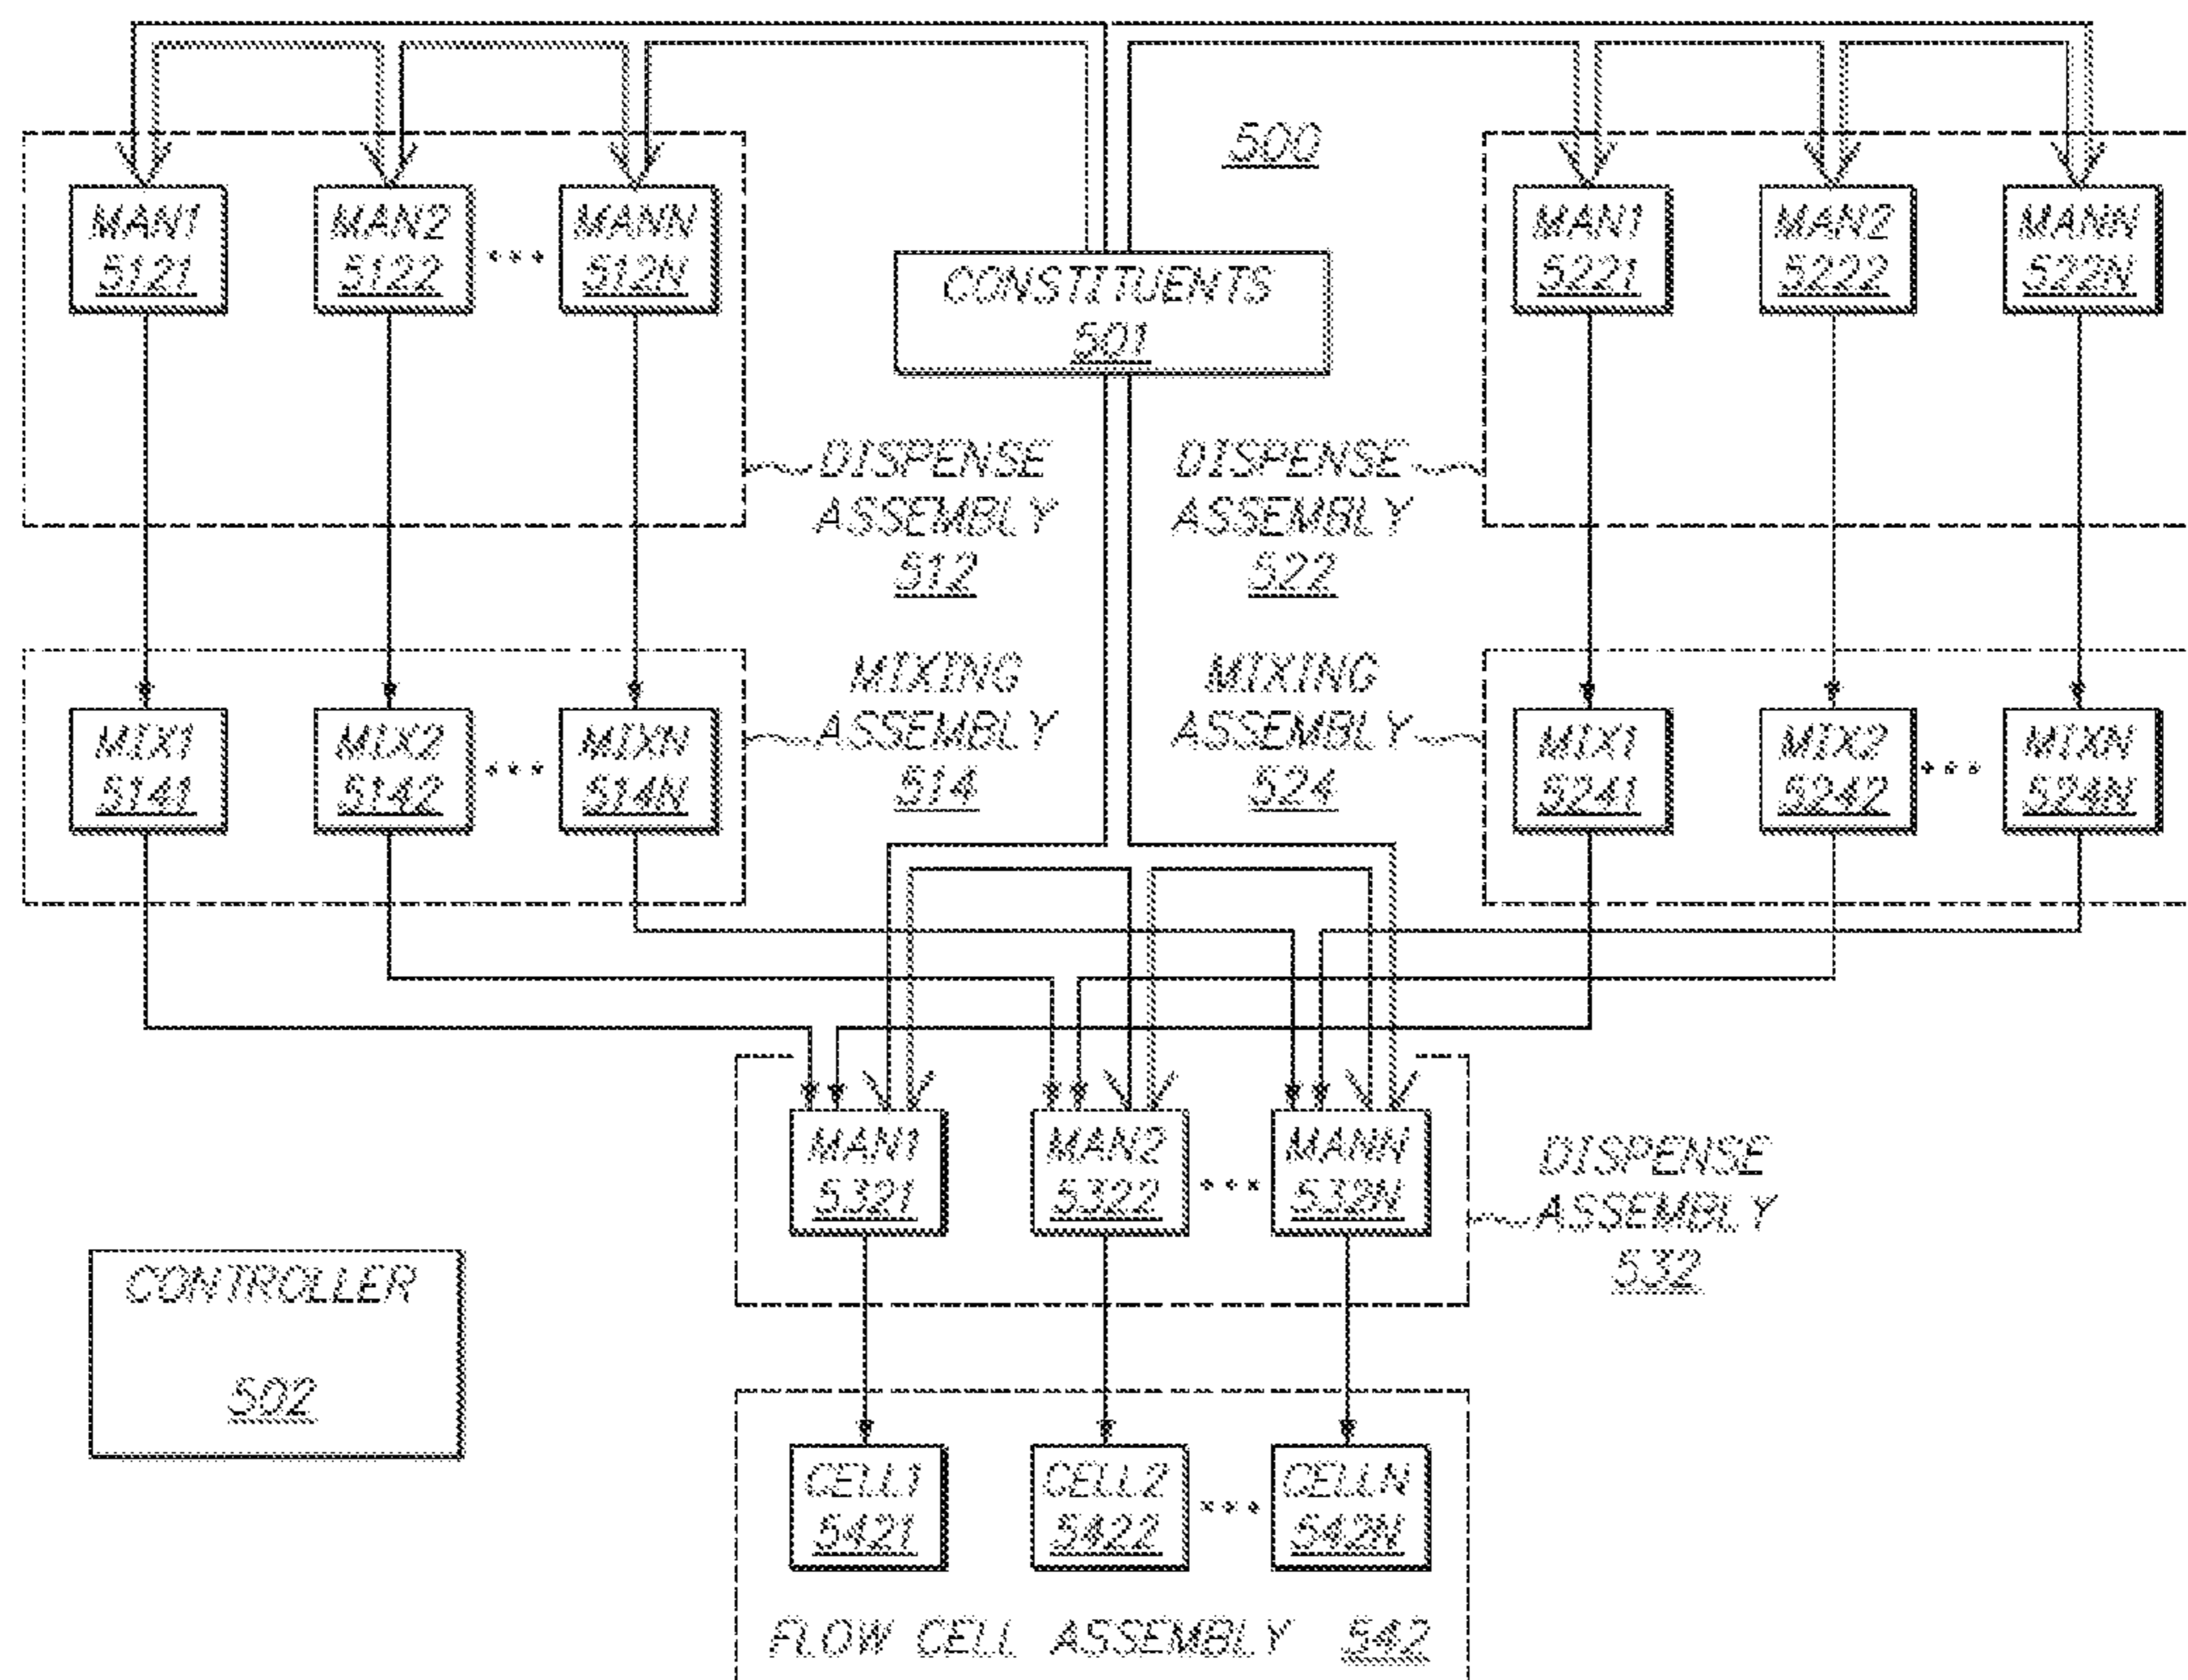 500
MAN1
5121
MAN2
5122
...
MANN
512N
CONSTITUENTS
501
MAN1
5221
MAN2
5222
MANN
522N
DISPENSE
ASSEMBLY
512
DISPENSE
ASSEMBLY
522
MIXING
ASSEMBLY
514
MIXING
ASSEMBLY
524
MIX1
5141
MIX2
5142
...
MIXN
514N
MIX1
5241
MIX2
5242
...
MIXN
524N
MAN1
5321
MAN2
5322
...
MANN
532N
DISPENSE
ASSEMBLY
532
CONTROLLER
502
CELL1
5421
CELL2
5422
...
CELLN
542N
FLOW CELL ASSEMBLY 542